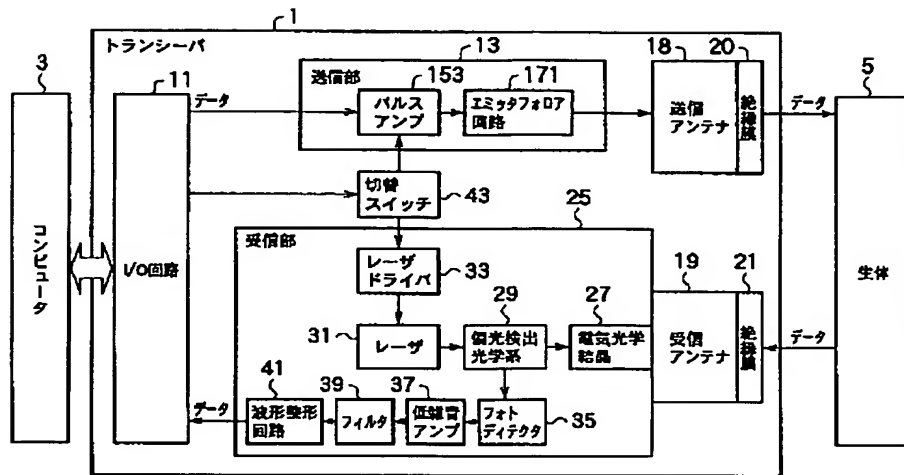 1
トランシーバ
3
11
13
18
20
5
送信部
153
171
データ
パルス
アンプ
エミッタフォロア
回路
送信
アンテナ
絶縁膜
データ
切替
スイッチ
43
25
コンピュータ
I/O回路
受信部
レーザ
ドライバ
33
19
21
生体
29
27
31
レーザ
偏光検出
光学系
電気光学
結晶
受信
アンテナ
絶縁膜
データ
41
39
37
データ
波形整形
回路
フィルタ
低雑音
アンプ
フォト
ディテクタ
35